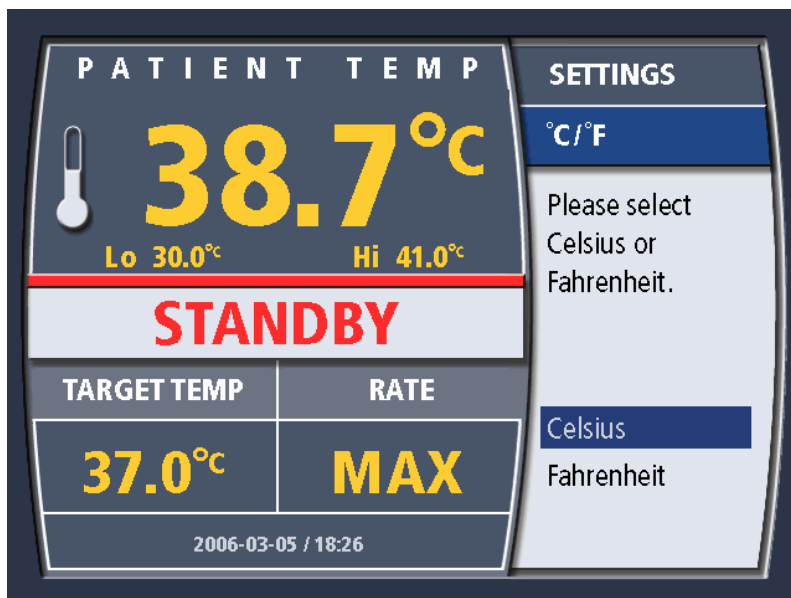 PATIENT TEMP
38.7°C
Lo 30.0°C Hi 41.0°C
STANDBY
TARGET TEMP RATE
37.0°C MAX
2006-03-05 / 18:26
SETTINGS
°C/°F
Please select
Celsius or
Fahrenheit.
Celsius
Fahrenheit